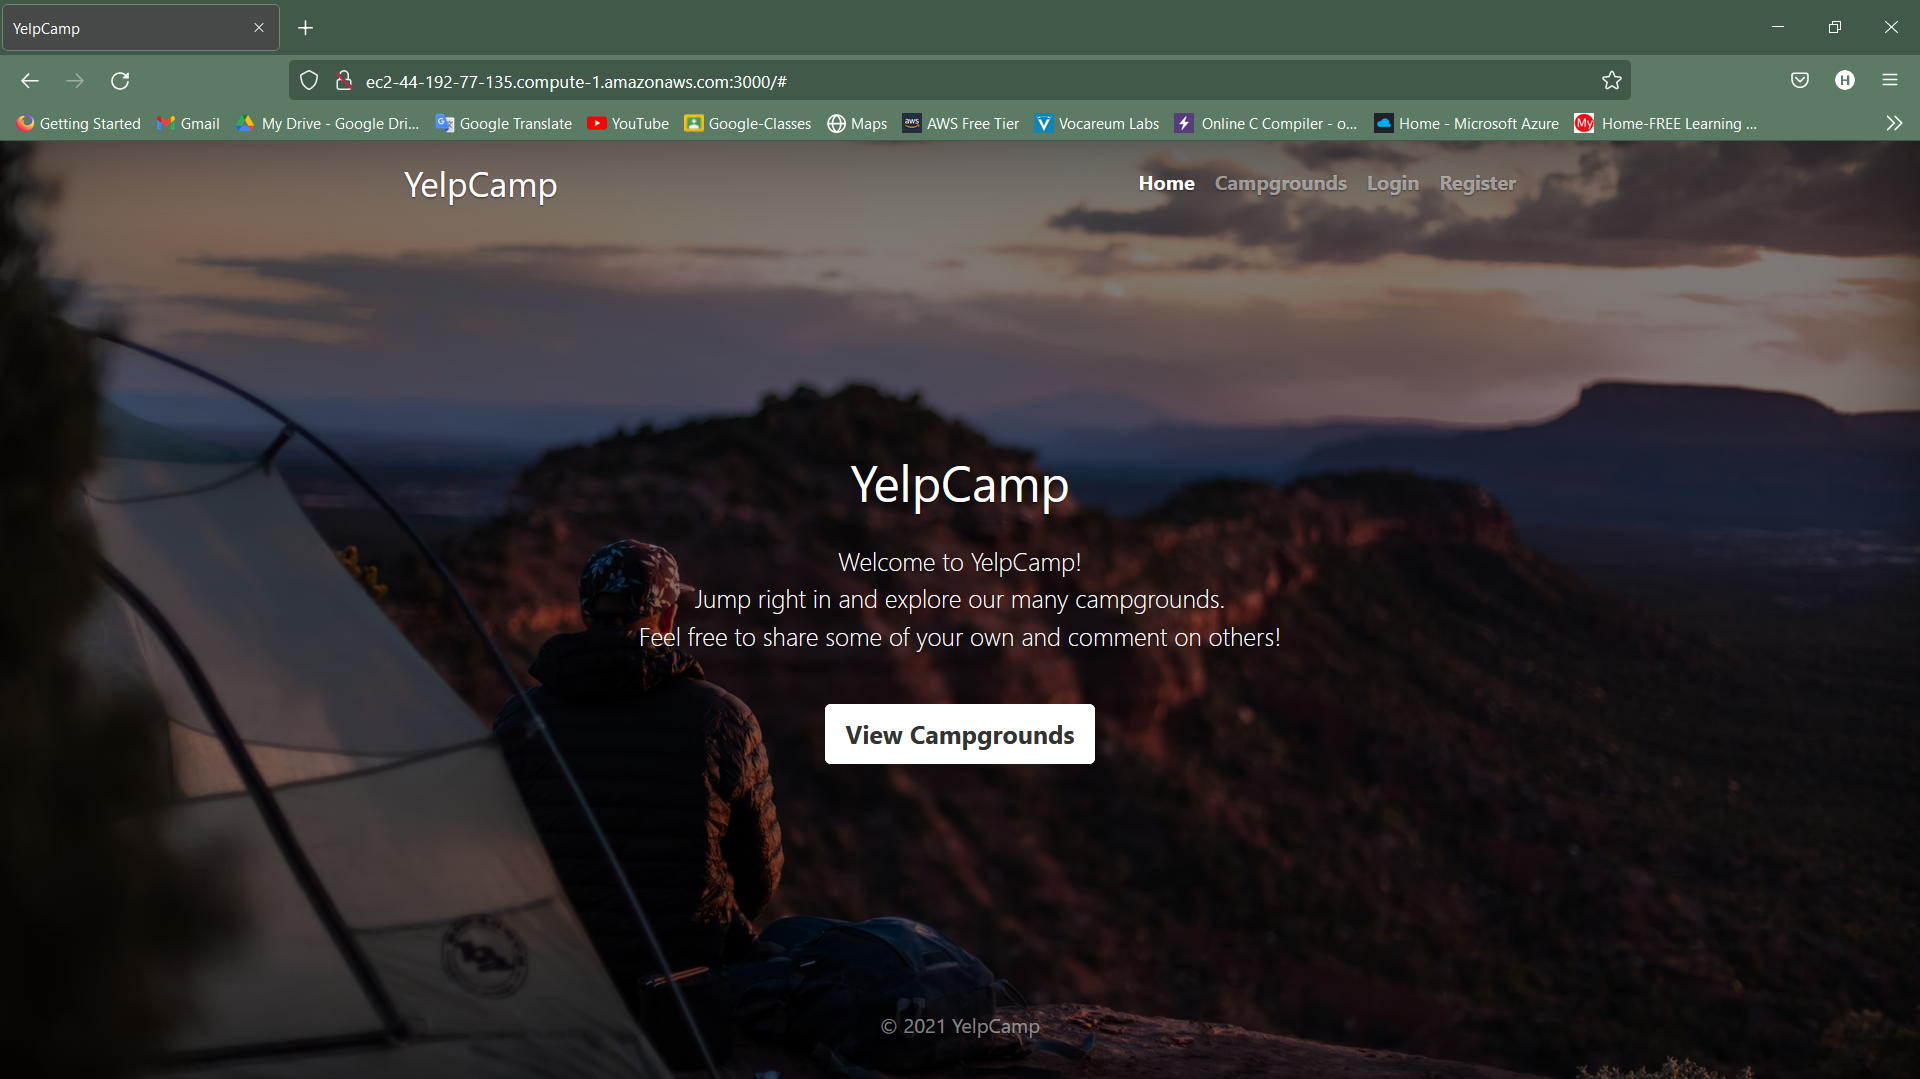 YelpCamp
ec2-44-192-77-135.compute-1.amazonaws.com:3000/#
H
Getting Started Gmail My Drive - Google Dri... Google Translate YouTube Google-Classes Maps aws AWS Free Tier Vocareum Labs Online C Compiler - o... Home - Microsoft Azure My Home-FREE Learning ...
YelpCamp Home Campgrounds Login Register
YelpCamp
Welcome to YelpCamp!
Jump right in and explore our many campgrounds.
Feel free to share some of your own and comment on others!
View Campgrounds
© 2021 YelpCamp